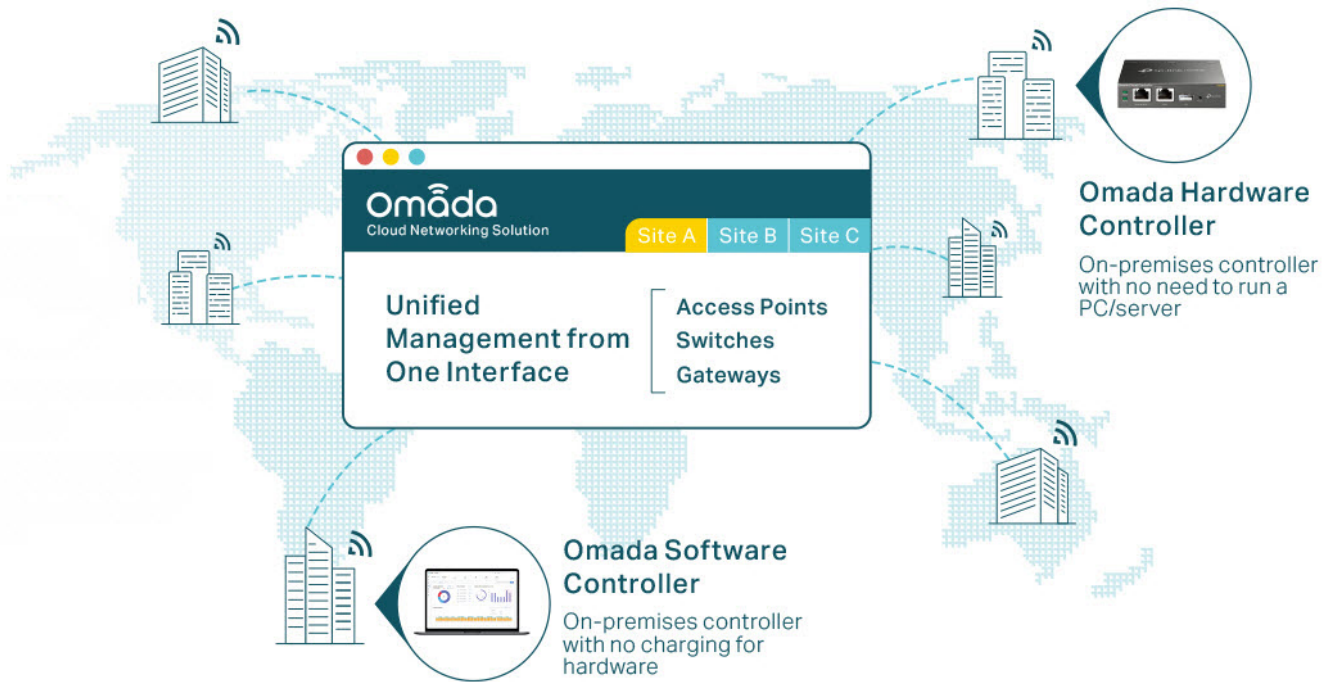 Omada
Cloud Networking Solution
Site A
Site B
Site C
Unified
Management from
One Interface
Access Points
Switches
Gateways
Omada Hardware
Controller
On-premises controller
with no need to run a
PC/server
Omada Software
Controller
On-premises controller
with no charging for
hardware